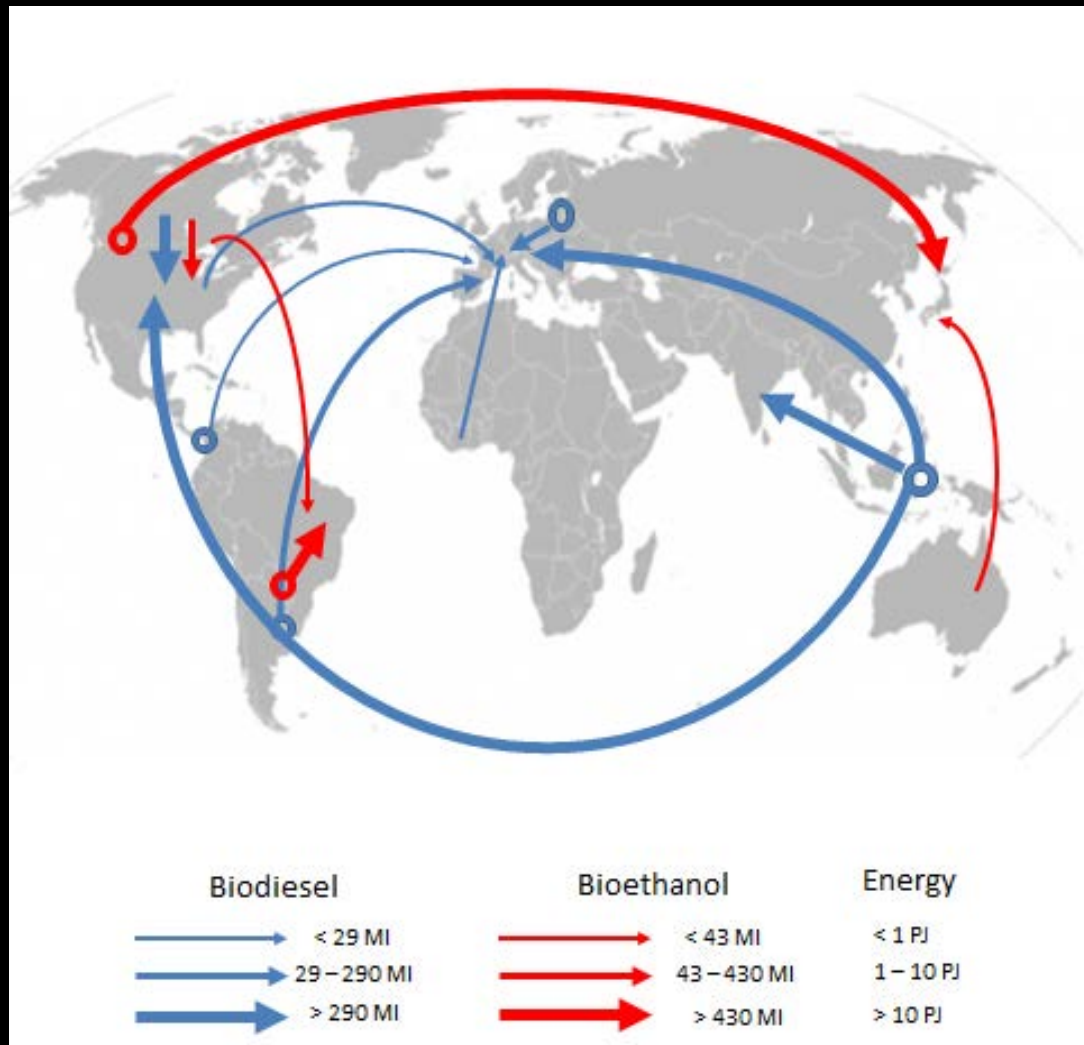 Biodiesel Bioethanol Energy
< 29 Ml < 43 Ml < 1 PJ
29 – 290 Ml 43 – 430 Ml 1 – 10 PJ
> 290 Ml > 430 Ml > 10 PJ